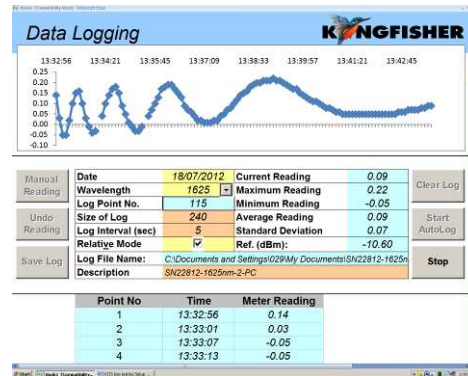 Data Logging
KINGFISHER
13:32:56 13:34:21 13:35:45 13:37:09 13:38:33 13:39:57 13:41:21 13:42:45
0.25
0.20
0.15
0.10
0.05
0.00
-0.05
-0.10
Manual Reading
Undo Reading
Save Log
Date 18/07/2012 Current Reading 0.09
Wavelength 1625 Maximum Reading 0.22
Log Point No. 115 Minimum Reading -0.05
Size of Log 240 Average Reading 0.09
Log Interval (sec) 5 Standard Deviation 0.07
Relative Mode Ref. (dBm): -10.60
Log File Name: C:\Documents and Settings\029\My Documents\SN22812-1625n
Description SN22812-1625nm-2-PC
Clear Log
Start AutoLog
Stop
Point No Time Meter Reading
1 13:32:56 0.14
2 13:33:01 0.03
3 13:33:07 -0.05
4 13:33:13 -0.05